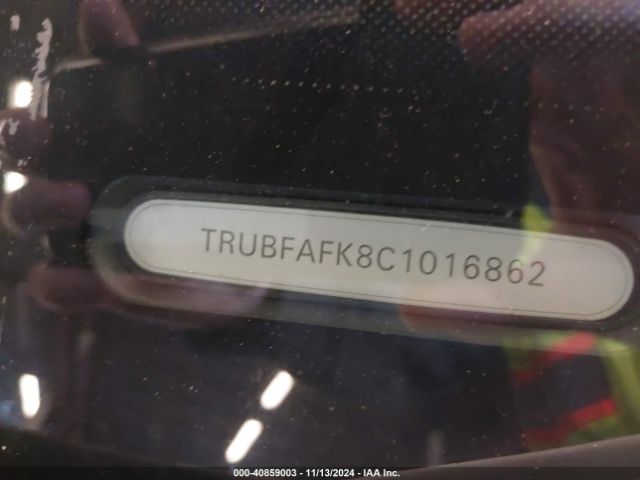 TRUBFAFK8C1016862
000-40859003 - 11/13/2024 - IAA Inc.